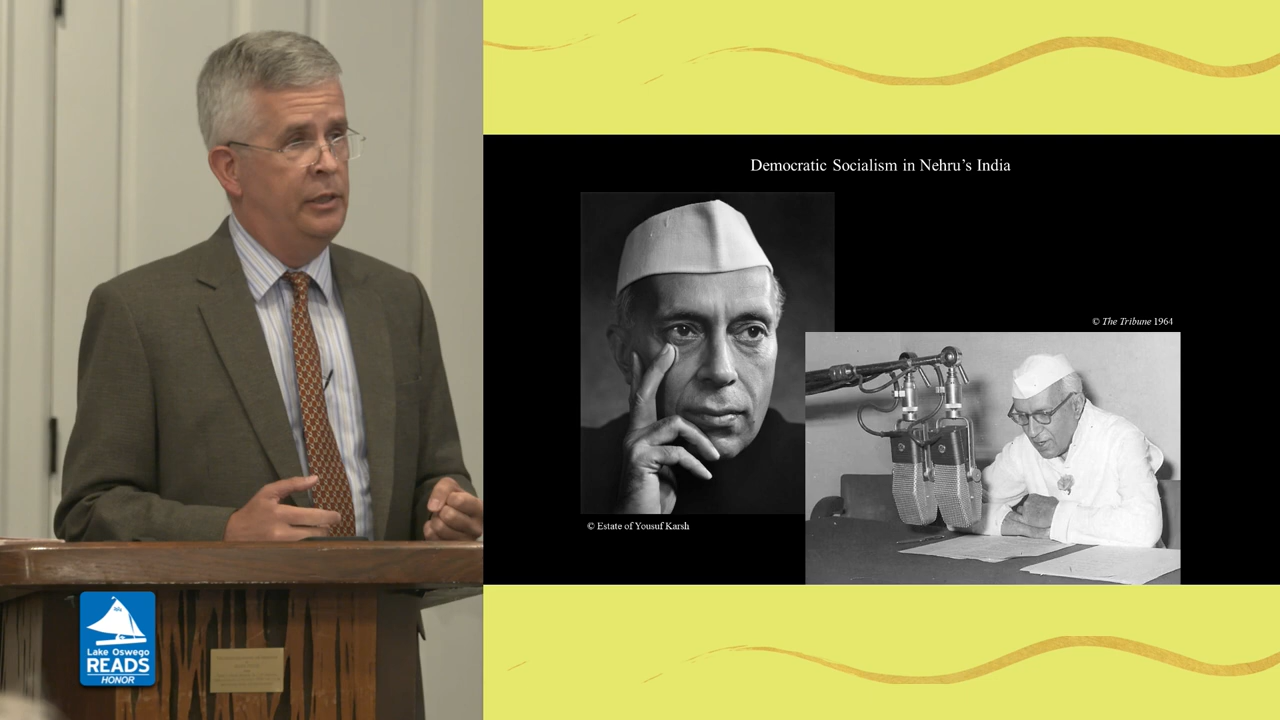 Democratic Socialism in Nehru's India
© The Tribune 1964
© Estate of Yousuf Karsh
Lake Oswego
READS
HONOR